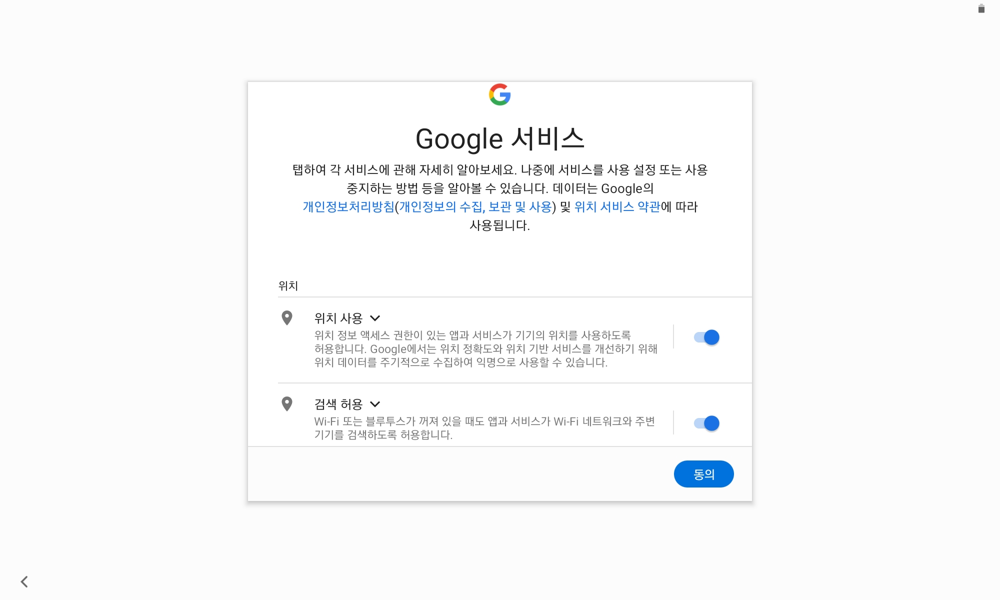 Google 서비스
탭하여 각 서비스에 관해 자세히 알아보세요. 나중에 서비스를 사용 설정 또는 사용
중지하는 방법 등을 알아볼 수 있습니다. 데이터는 Google의
개인정보처리방침(개인정보의 수집, 보관 및 사용) 및 위치 서비스 약관에 따라
사용됩니다.
위치
위치 사용
위치 정보 액세스 권한이 있는 앱과 서비스가 기기의 위치를 사용하도록
허용합니다. Google에서는 위치 정확도와 위치 기반 서비스를 개선하기 위해
위치 데이터를 주기적으로 수집하여 익명으로 사용할 수 있습니다.
검색 허용
Wi-Fi 또는 블루투스가 꺼져 있을 때도 앱과 서비스가 Wi-Fi 네트워크와 주변
기기를 검색하도록 허용합니다.
동의